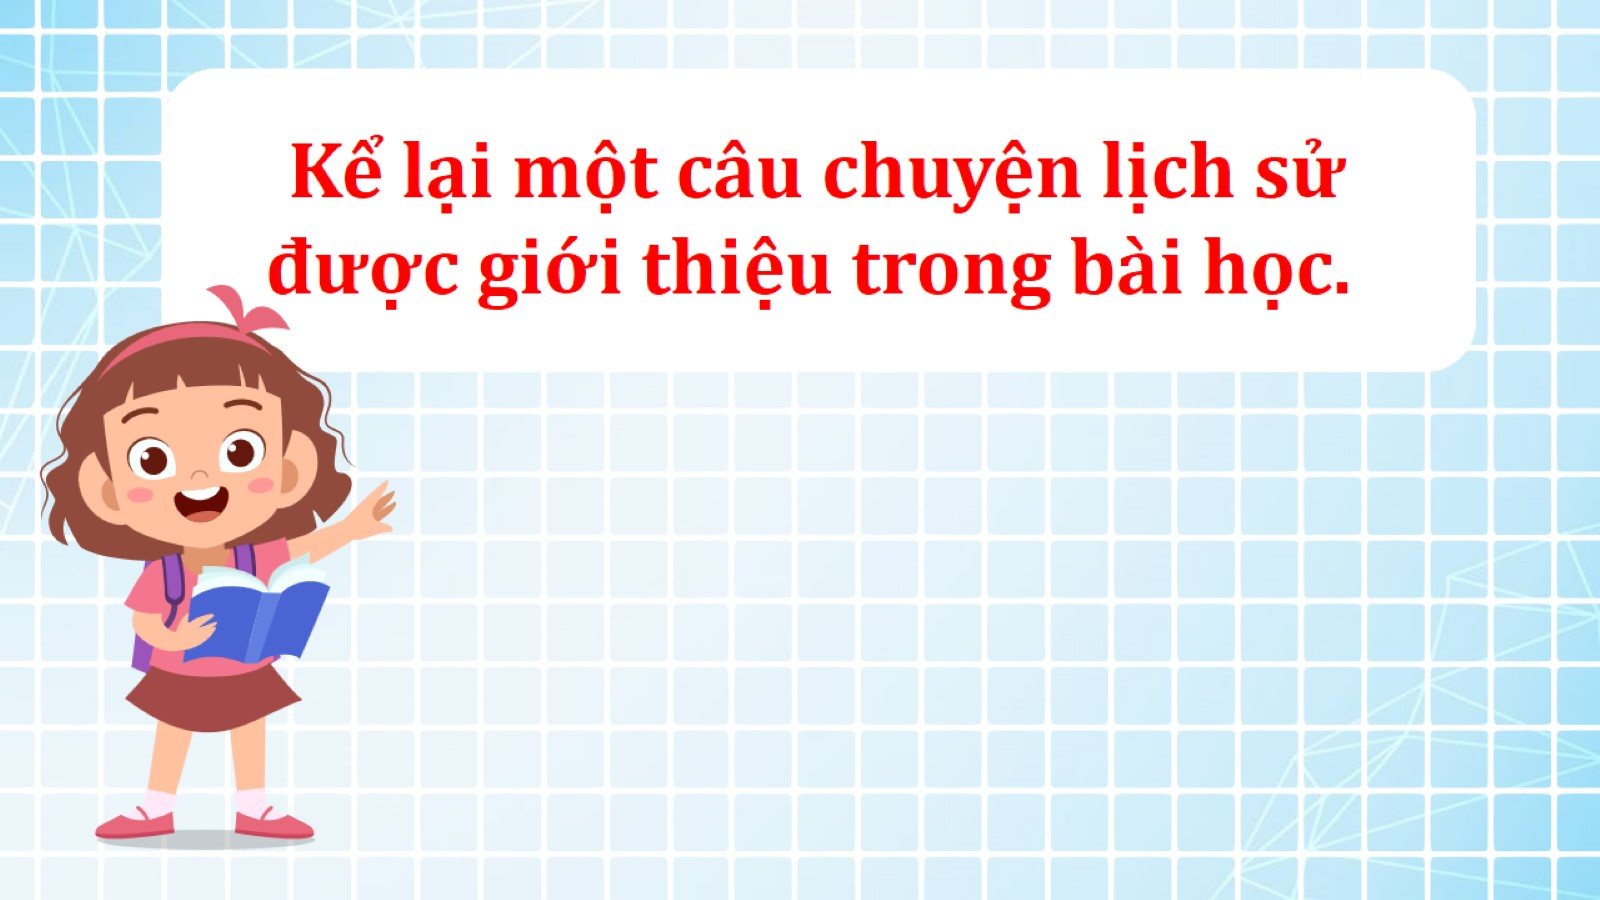 Kể lại một câu chuyện lịch sử
được giới thiệu trong bài học.